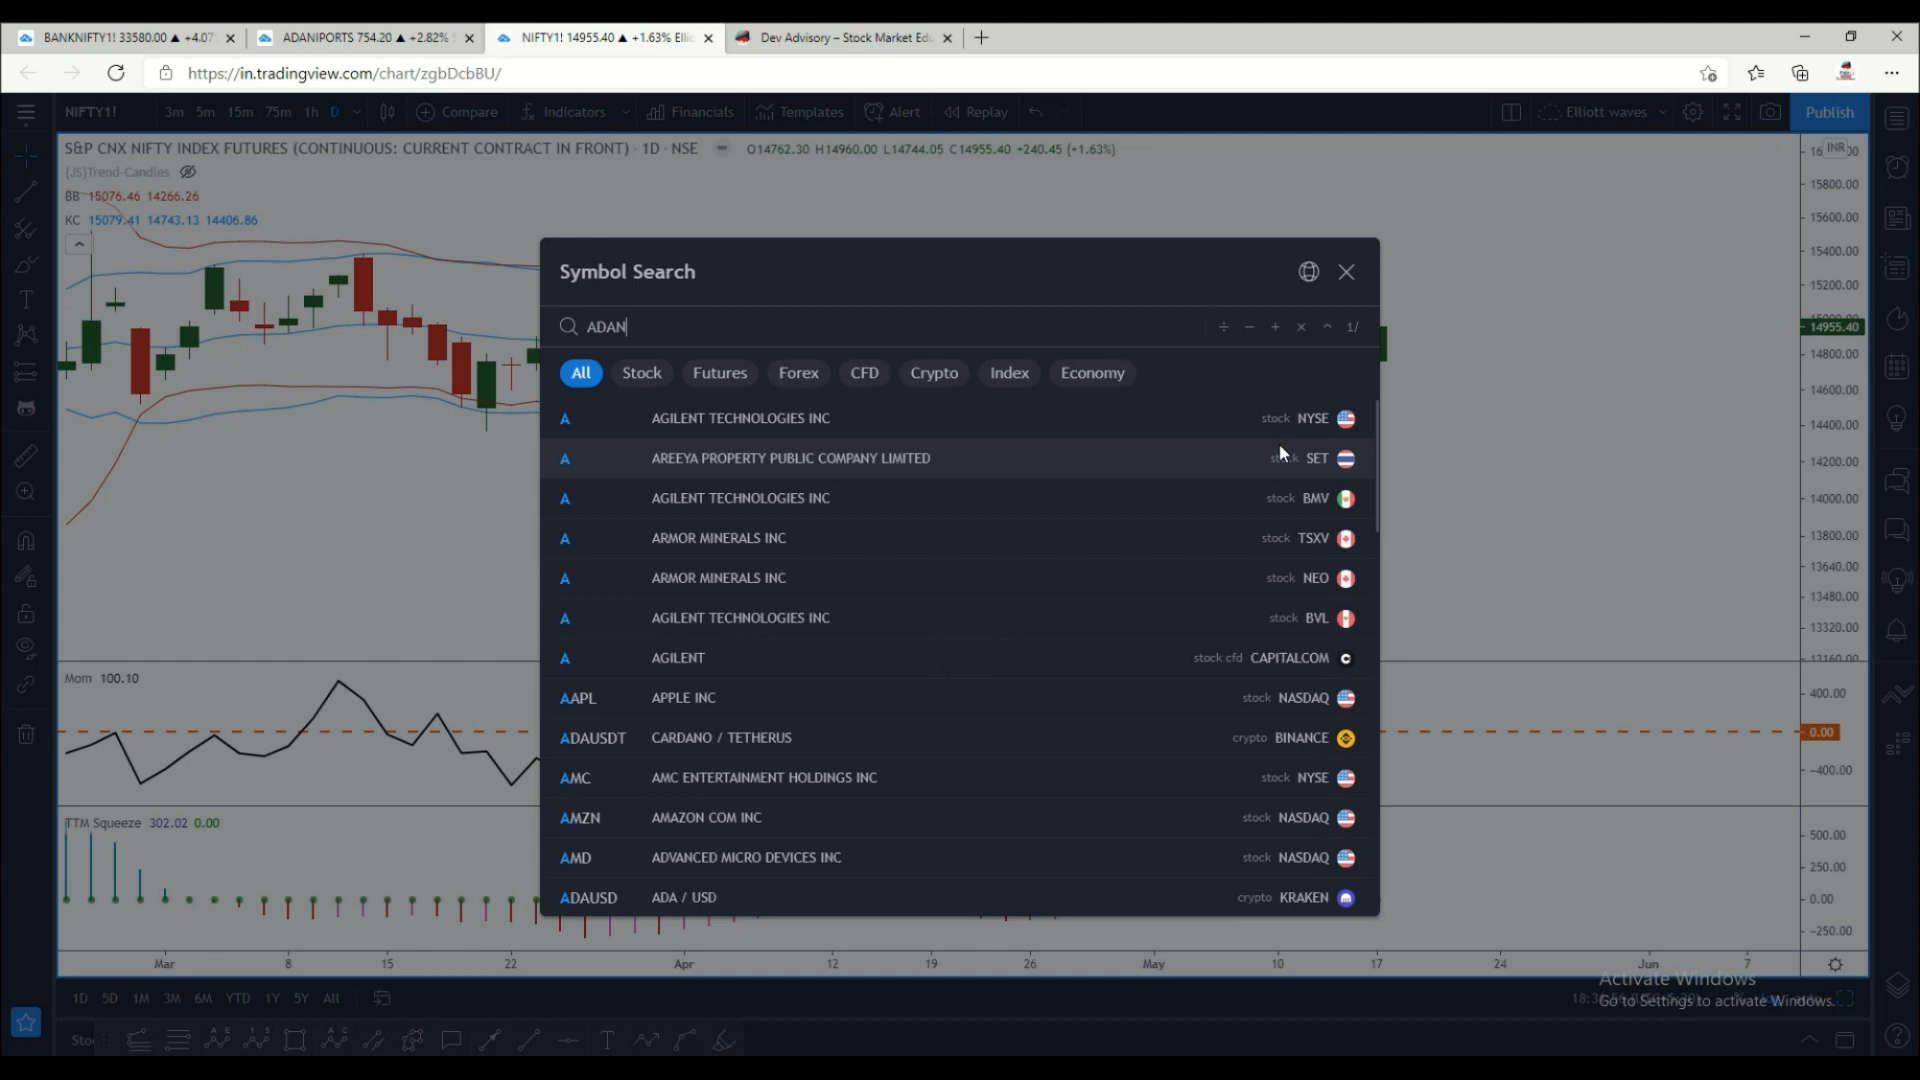 BANKNIFTY1! 33580.00 ▲ +4.07
ADANIPORTS 754.20 ▲ +2.82%
NIFTY1! 14955.40 ▲ +1.63% Elli
Dev Advisory – Stock Market Edu
https://in.tradingview.com/chart/zgbDcbBU/
NIFTY1! 3m 5m 15m 75m 1h D Compare Indicators Financials Templates Alert Replay Elliott waves Publish
S&P CNX NIFTY INDEX FUTURES (CONTINUOUS: CURRENT CONTRACT IN FRONT) · 1D · NSE O14762.30 H14960.00 L14744.05 C14955.40 +240.45 (+1.63%)
INR
(JS)Trend-Candles
BB 15076.46 14266.26
KC 15079.41 14743.13 14406.86
Symbol Search
ADAN
÷ − + × ^ 1/
All Stock Futures Forex CFD Crypto Index Economy
A AGILENT TECHNOLOGIES INC stock NYSE
A AREEYA PROPERTY PUBLIC COMPANY LIMITED stock SET
A AGILENT TECHNOLOGIES INC stock BMV
A ARMOR MINERALS INC stock TSXV
A ARMOR MINERALS INC stock NEO
A AGILENT TECHNOLOGIES INC stock BVL
A AGILENT stock cfd CAPITALCOM
AAPL APPLE INC stock NASDAQ
ADAUSDT CARDANO / TETHERUS crypto BINANCE
AMC AMC ENTERTAINMENT HOLDINGS INC stock NYSE
AMZN AMAZON COM INC stock NASDAQ
AMD ADVANCED MICRO DEVICES INC stock NASDAQ
ADAUSD ADA / USD crypto KRAKEN
15800.00
15600.00
15400.00
15200.00
14955.40
14800.00
14600.00
14400.00
14200.00
14000.00
13800.00
13640.00
13480.00
13320.00
13160.00
Mom 100.10
400.00
0.00
−400.00
TTM Squeeze 302.02 0.00
500.00
250.00
0.00
−250.00
Mar 8 15 22 Apr 12 19 26 May 10 17 24 Jun 7
1D 5D 1M 3M 6M YTD 1Y 5Y All
Activate Windows
Go to Settings to activate Windows.